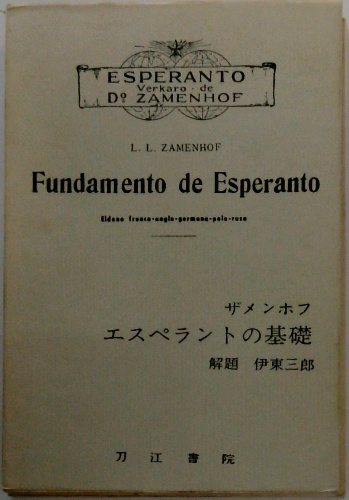 ESPERANTO
Verkaro · de
Dº ZAMENHOF
L. L. ZAMENHOF
Fundamento de Esperanto
Eldono franco-angla-germana-pola-rusa
ザメンホフ
エスペラントの基礎
解題 伊東三郎
刀江書院